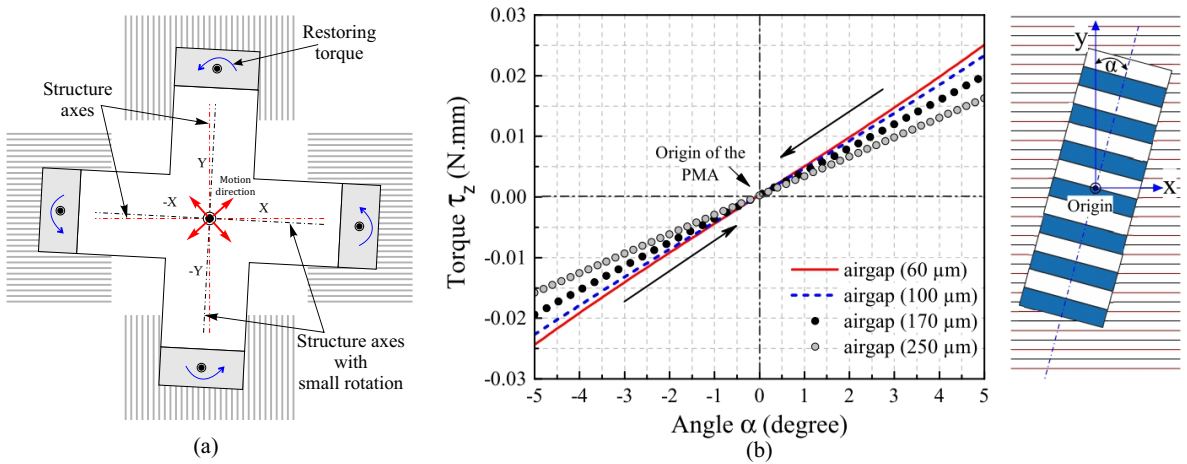 Restoring
torque
Structure
axes
Y
Motion
direction
-X
X
-Y
Structure axes
with
small rotation
(a)
Torque τz (N.mm)
0.03
0.02
0.01
0.00
-0.01
-0.02
-0.03
Origin of the
PMA
airgap (60 µm)
airgap (100 µm)
airgap (170 µm)
airgap (250 µm)
-5 -4 -3 -2 -1 0 1 2 3 4 5
Angle α (degree)
(b)
y
α
x
Origin